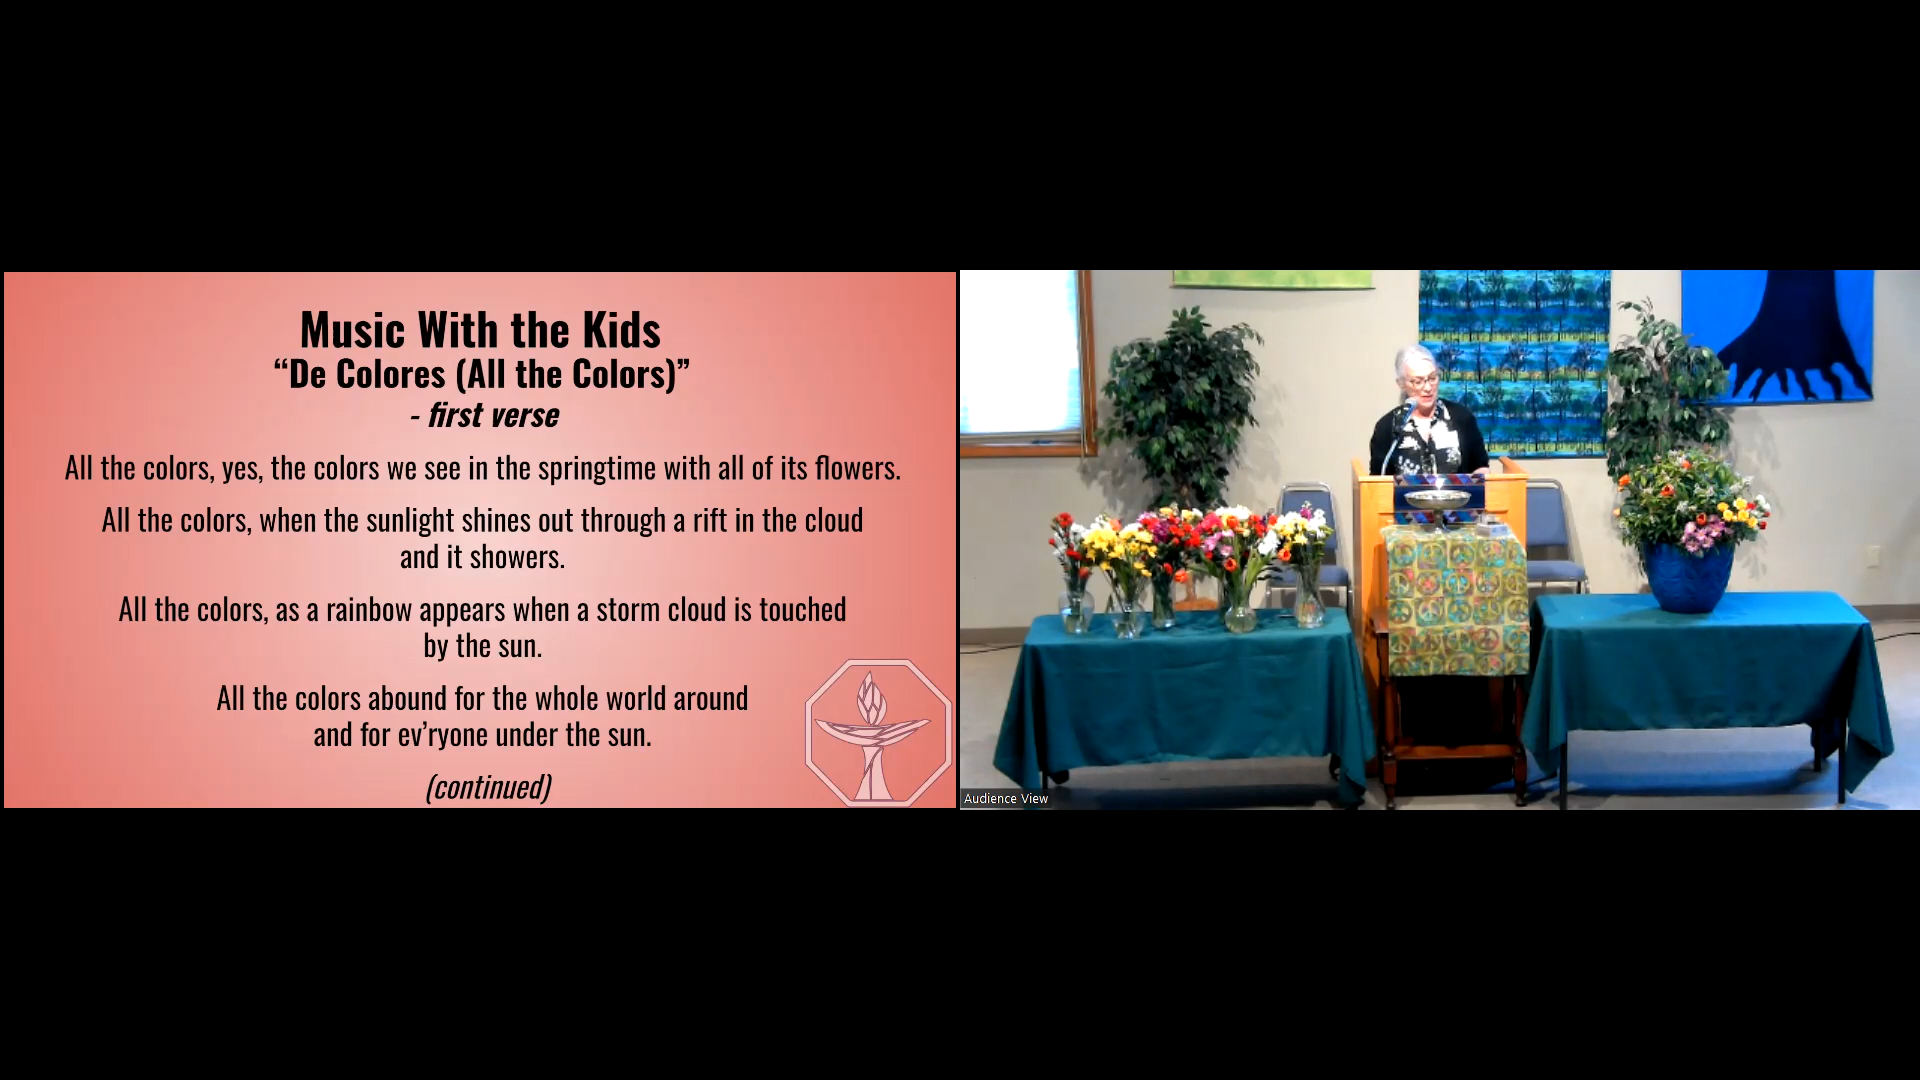 Music With the Kids
“De Colores (All the Colors)”
- first verse
All the colors, yes, the colors we see in the springtime with all of its flowers.
All the colors, when the sunlight shines out through a rift in the cloud
and it showers.
All the colors, as a rainbow appears when a storm cloud is touched
by the sun.
All the colors abound for the whole world around
and for ev’ryone under the sun.
(continued)
Audience View